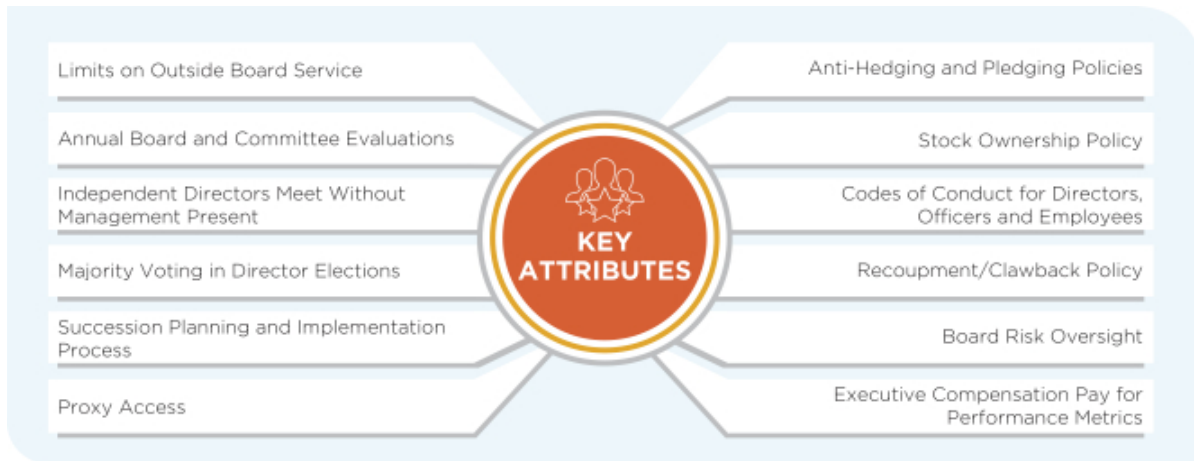 Limits on Outside Board Service
Annual Board and Committee Evaluations
Independent Directors Meet Without
Management Present
Majority Voting in Director Elections
Succession Planning and Implementation
Process
Proxy Access
KEY
ATTRIBUTES
Anti-Hedging and Pledging Policies
Stock Ownership Policy
Codes of Conduct for Directors,
Officers and Employees
Recoupment/Clawback Policy
Board Risk Oversight
Executive Compensation Pay for
Performance Metrics